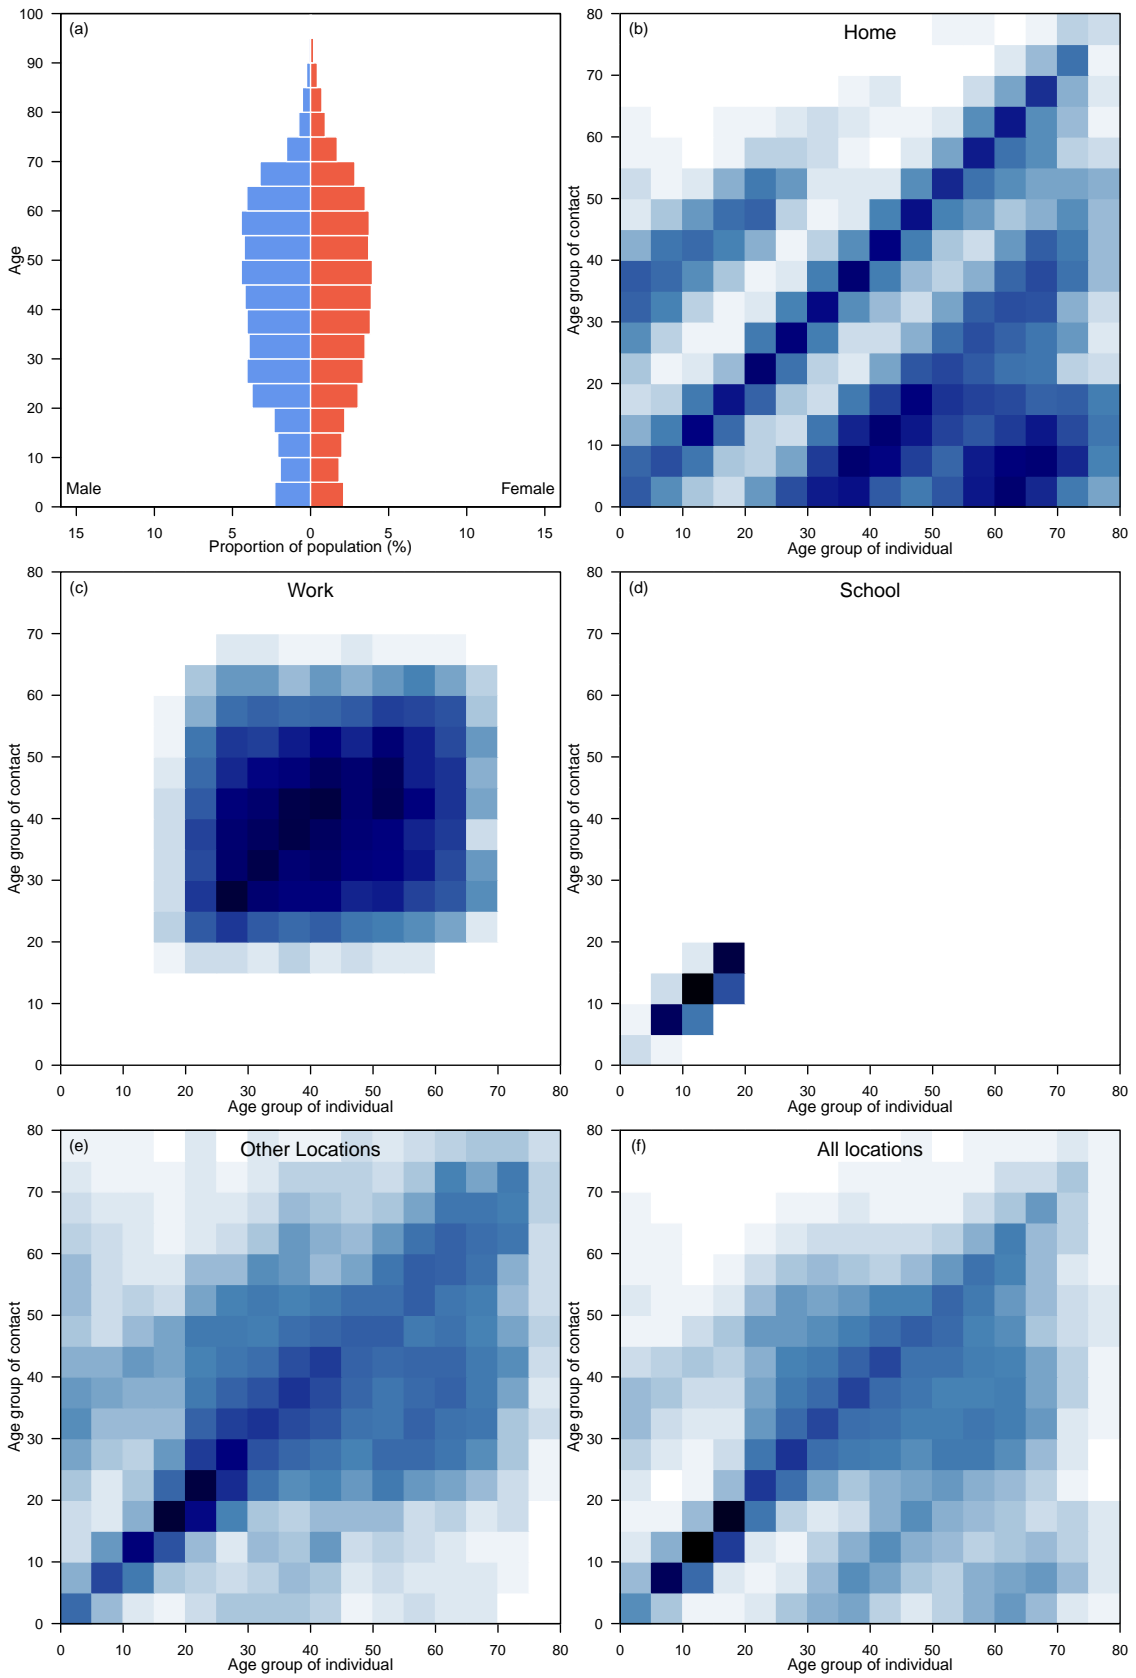 (a)
100
90
80
70
60
50
40
30
20
10
0
Age
Male
Female
15 10 5 0 5 10 15
Proportion of population (%)
(b)
Home
80
70
60
50
40
30
20
10
0
Age group of contact
0 10 20 30 40 50 60 70 80
Age group of individual
(c)
Work
80
70
60
50
40
30
20
10
0
Age group of contact
0 10 20 30 40 50 60 70 80
Age group of individual
(d)
School
80
70
60
50
40
30
20
10
0
Age group of contact
0 10 20 30 40 50 60 70 80
Age group of individual
(e)
Other Locations
80
70
60
50
40
30
20
10
0
Age group of contact
0 10 20 30 40 50 60 70 80
Age group of individual
(f)
All locations
80
70
60
50
40
30
20
10
0
Age group of contact
0 10 20 30 40 50 60 70 80
Age group of individual